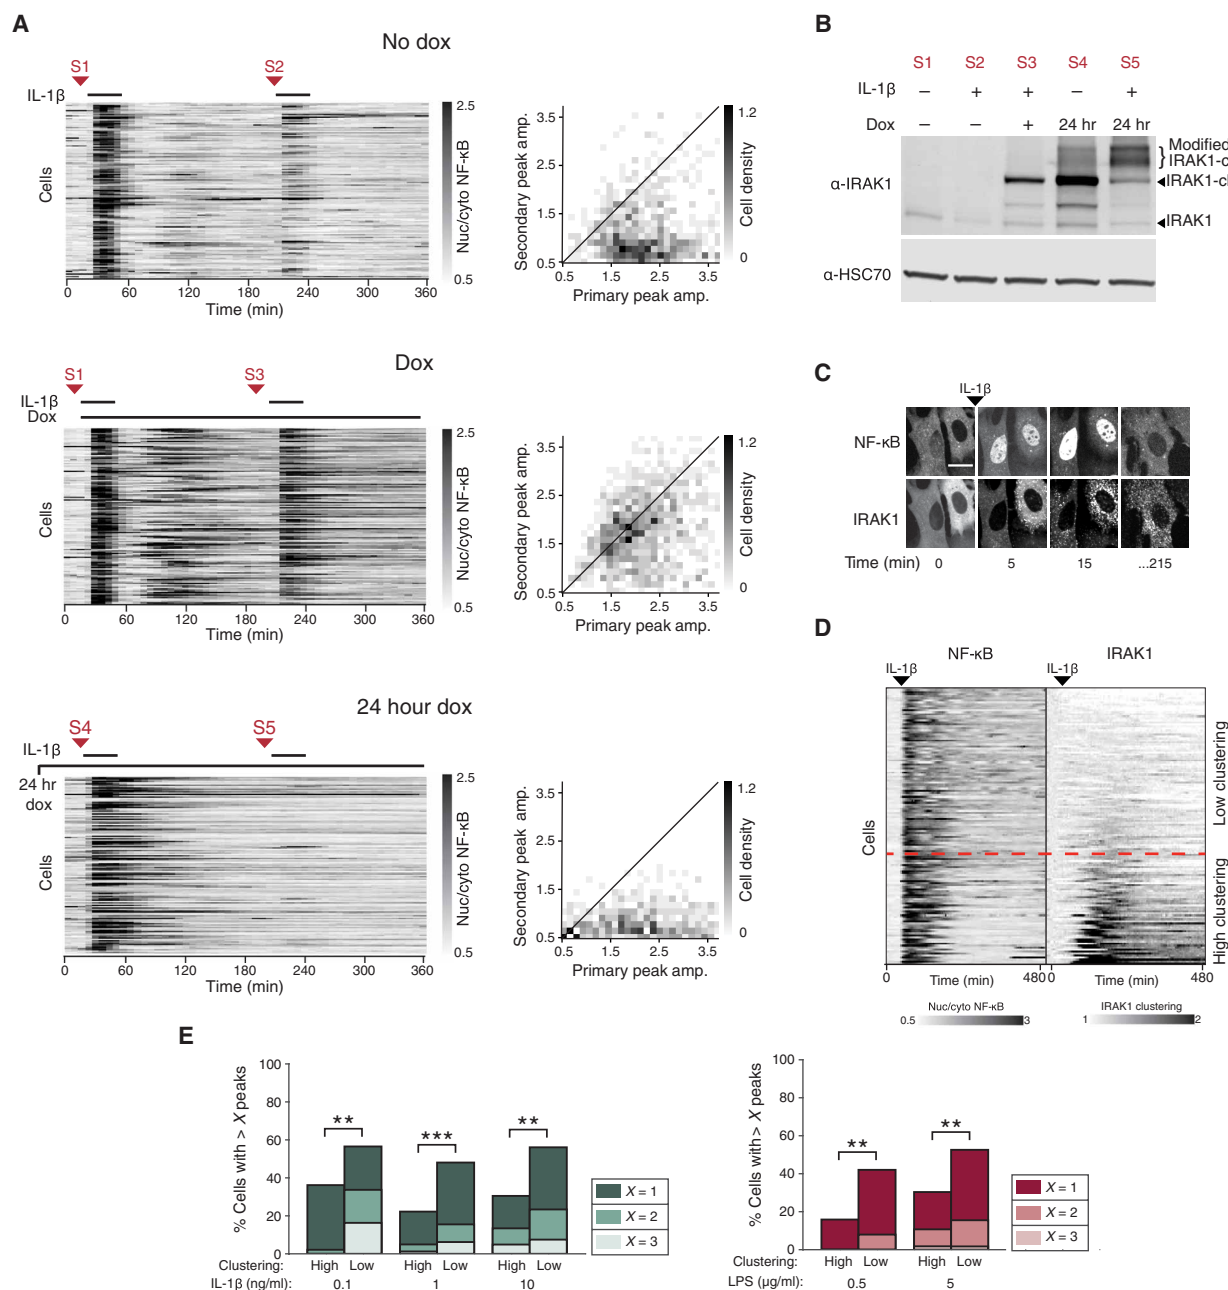 A
No dox
S1 S2
IL-1β
Cells
2.5
Nuc/cyto NF-κB
0.5
0 60 120 180 240 300 360
Time (min)
Secondary peak amp.
3.5
2.5
1.5
0.5
0.5 1.5 2.5 3.5
Primary peak amp.
1.2
Cell density
0
Dox
S1 S3
IL-1β
Dox
Cells
2.5
Nuc/cyto NF-κB
0.5
0 60 120 180 240 300 360
Time (min)
Secondary peak amp.
3.5
2.5
1.5
0.5
0.5 1.5 2.5 3.5
Primary peak amp.
1.2
Cell density
0
24 hour dox
S4 S5
IL-1β
24 hr
dox
Cells
2.5
Nuc/cyto NF-κB
0.5
0 60 120 180 240 300 360
Time (min)
Secondary peak amp.
3.5
2.5
1.5
0.5
0.5 1.5 2.5 3.5
Primary peak amp.
1.2
Cell density
0
B
S1 S2 S3 S4 S5
IL-1β − + + − +
Dox − − + 24 hr 24 hr
α-IRAK1
Modified
IRAK1-c
IRAK1-cl
IRAK1
α-HSC70
C
IL-1β
NF-κB
IRAK1
Time (min) 0 5 15 ...215
D
NF-κB IRAK1
IL-1β IL-1β
Cells
Low clustering
High clustering
0 Time (min) 480 0 Time (min) 480
Nuc/cyto NF-κB
0.5 3
IRAK1 clustering
1 2
E
% Cells with > X peaks
100
80
60
40
20
0
** *** **
X = 1
X = 2
X = 3
Clustering: High Low High Low High Low
IL-1β (ng/ml): 0.1 1 10
% Cells with > X peaks
100
80
60
40
20
0
** **
X = 1
X = 2
X = 3
Clustering: High Low High Low
LPS (µg/ml): 0.5 5